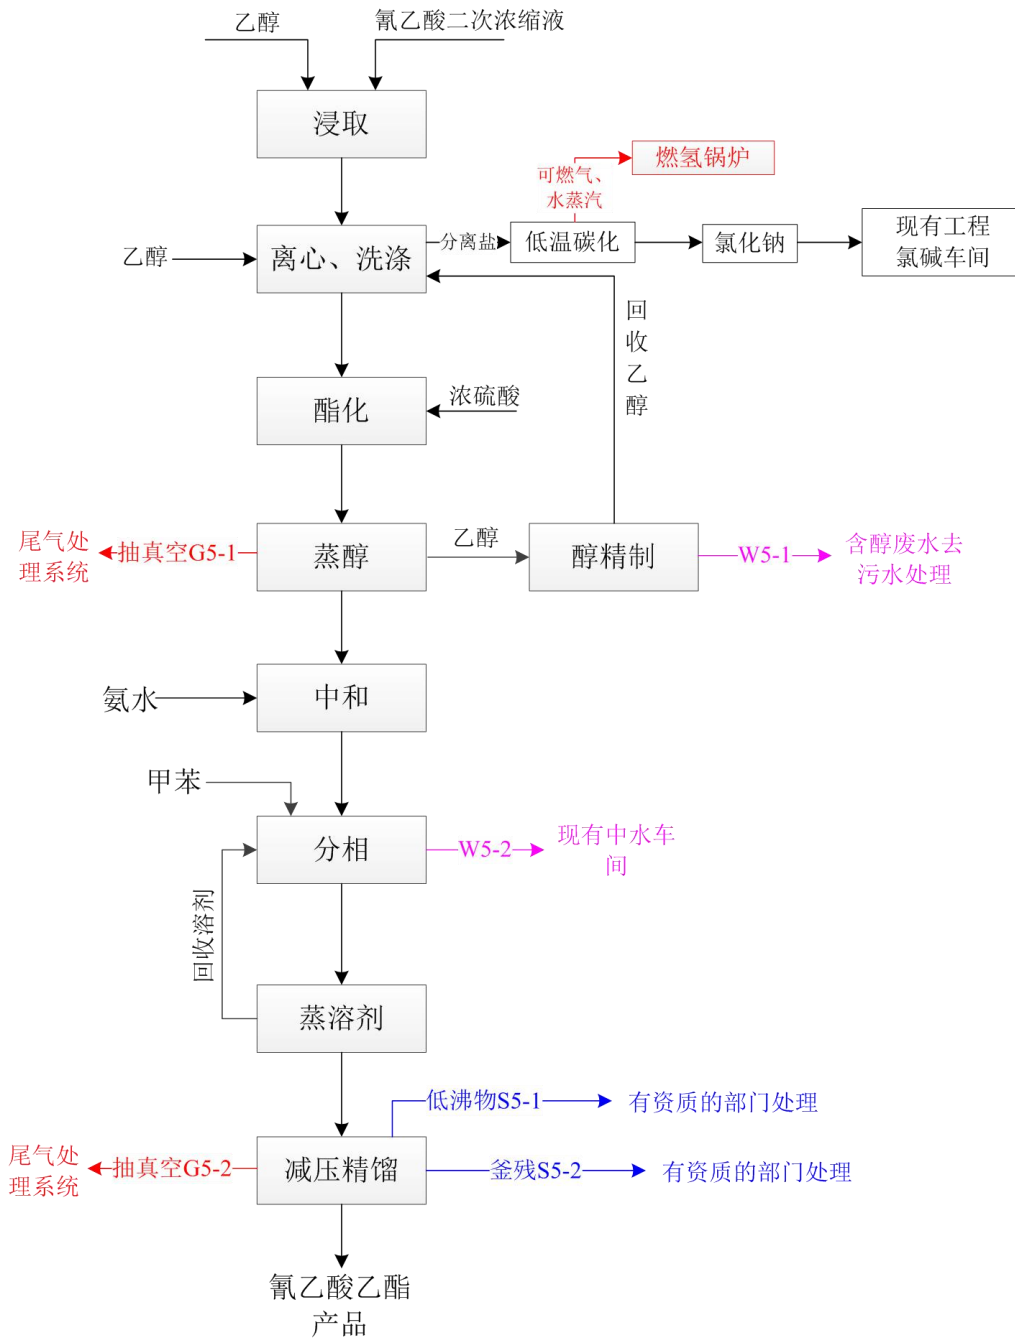 乙醇
氰乙酸二次浓缩液
浸取
燃氢锅炉
可燃气、
水蒸汽
乙醇
离心、洗涤
分离盐
低温碳化
氯化钠
现有工程
氯碱车间
回
收
乙
醇
酯化
浓硫酸
尾气处
理系统
抽真空G5-1
蒸醇
乙醇
醇精制
W5-1
含醇废水去
污水处理
氨水
中和
甲苯
分相
W5-2
现有中水车
间
回收溶剂
蒸溶剂
低沸物S5-1
有资质的部门处理
尾气处
理系统
抽真空G5-2
减压精馏
釜残S5-2
有资质的部门处理
氰乙酸乙酯
产品